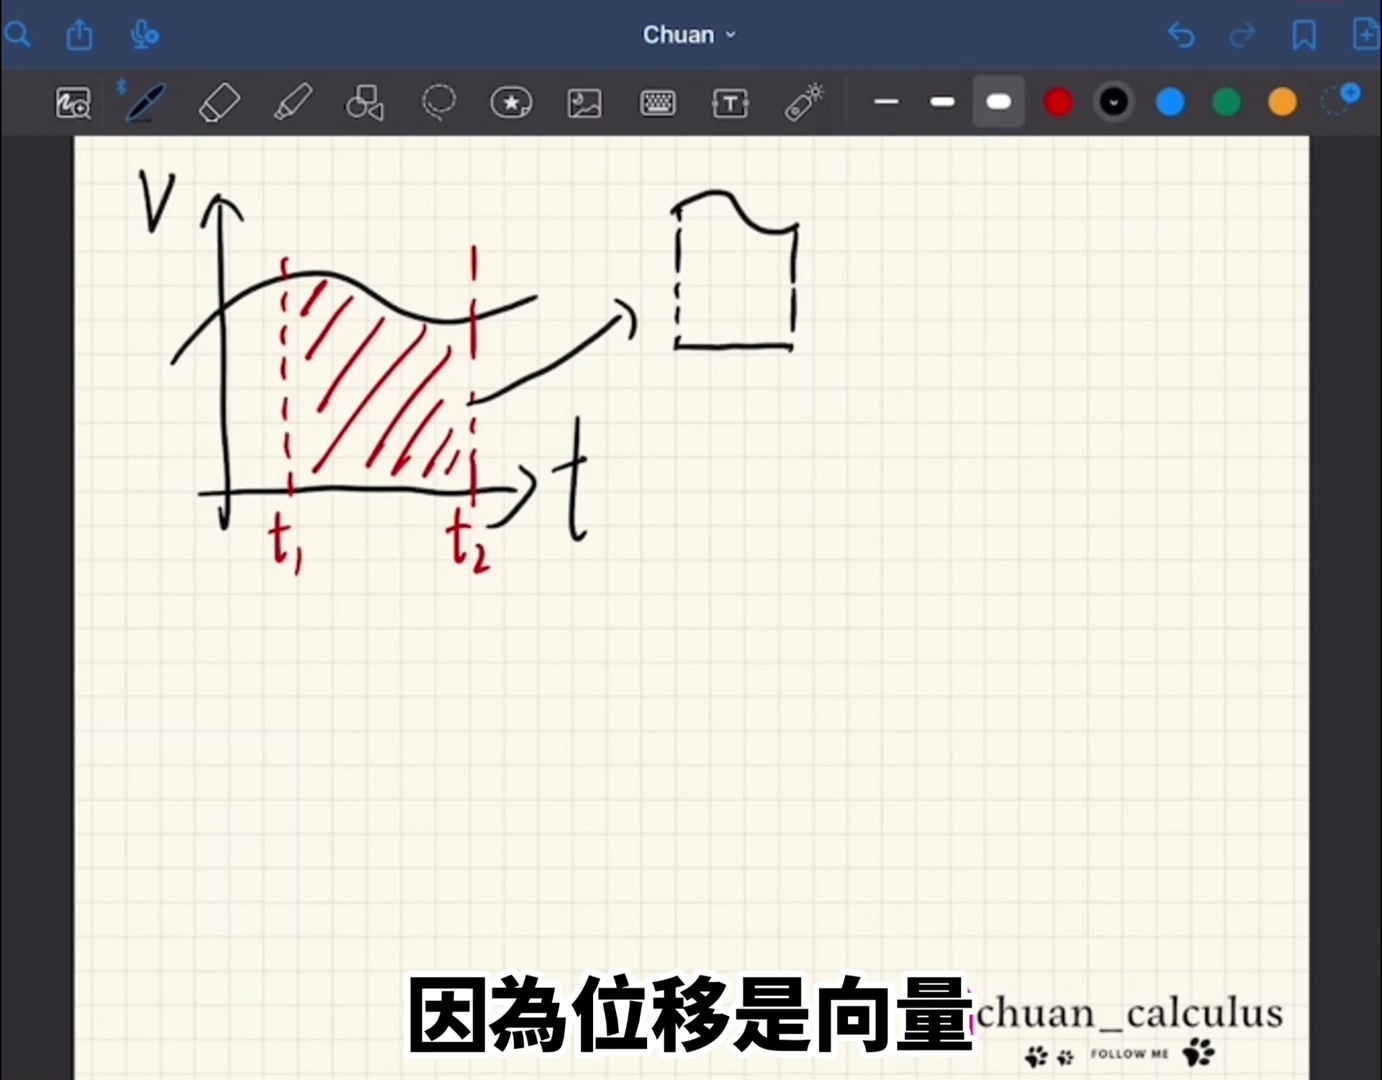 Chuan
T
V
t
t1
t2
因為位移是向量
chuan_calculus
FOLLOW ME